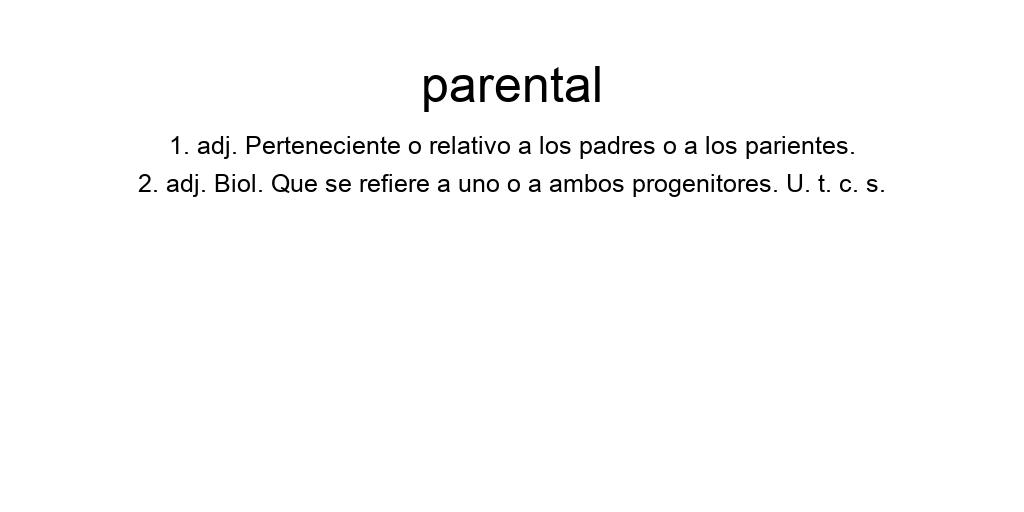 parental
1. adj. Perteneciente o relativo a los padres o a los parientes.
2. adj. Biol. Que se refiere a uno o a ambos progenitores. U. t. c. s.